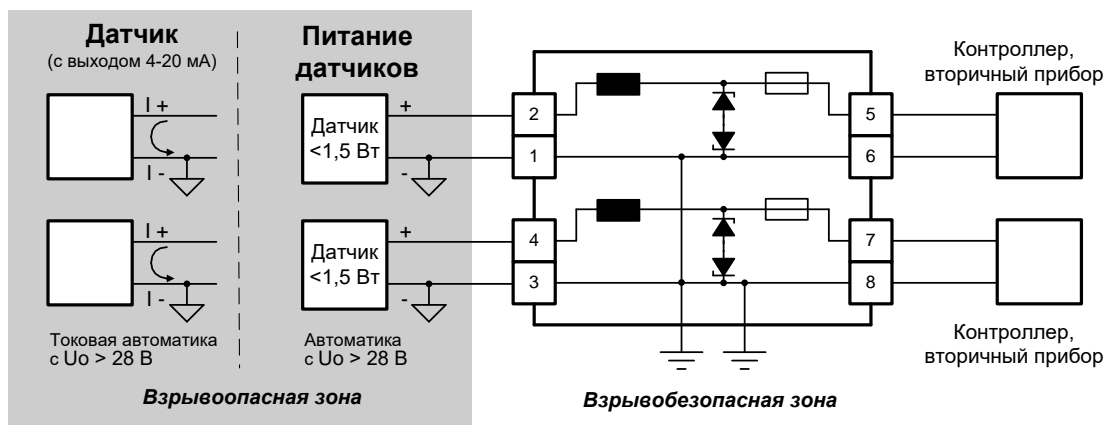 Датчик
(с выходом 4-20 мА)
I +
I -
I +
I -
Токовая автоматика
с Uo > 28 В
Питание
датчиков
Датчик
<1,5 Вт
+
-
Датчик
<1,5 Вт
+
-
Автоматика
с Uo > 28 В
Взрывоопасная зона
2
1
4
3
5
6
7
8
Контроллер,
вторичный прибор
Контроллер,
вторичный прибор
Взрывобезопасная зона